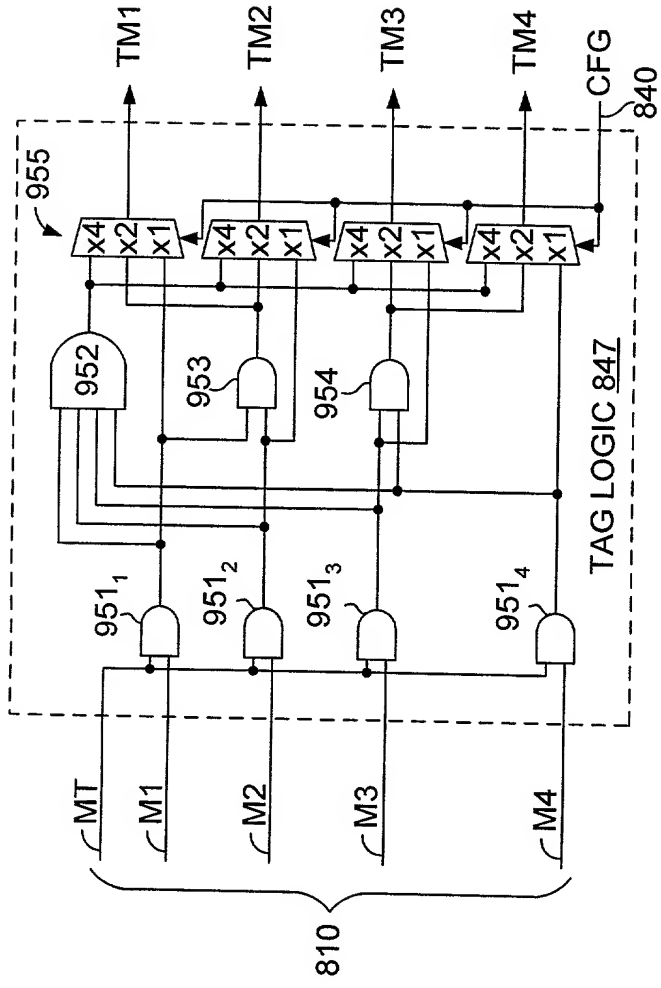 955
x4
x2
x1
TM1
952
951₁
953
x4
x2
x1
TM2
951₂
954
x4
x2
x1
TM3
951₃
x4
x2
x1
TM4
951₄
MT
M1
M2
M3
M4
810
CFG
840
TAG LOGIC 847